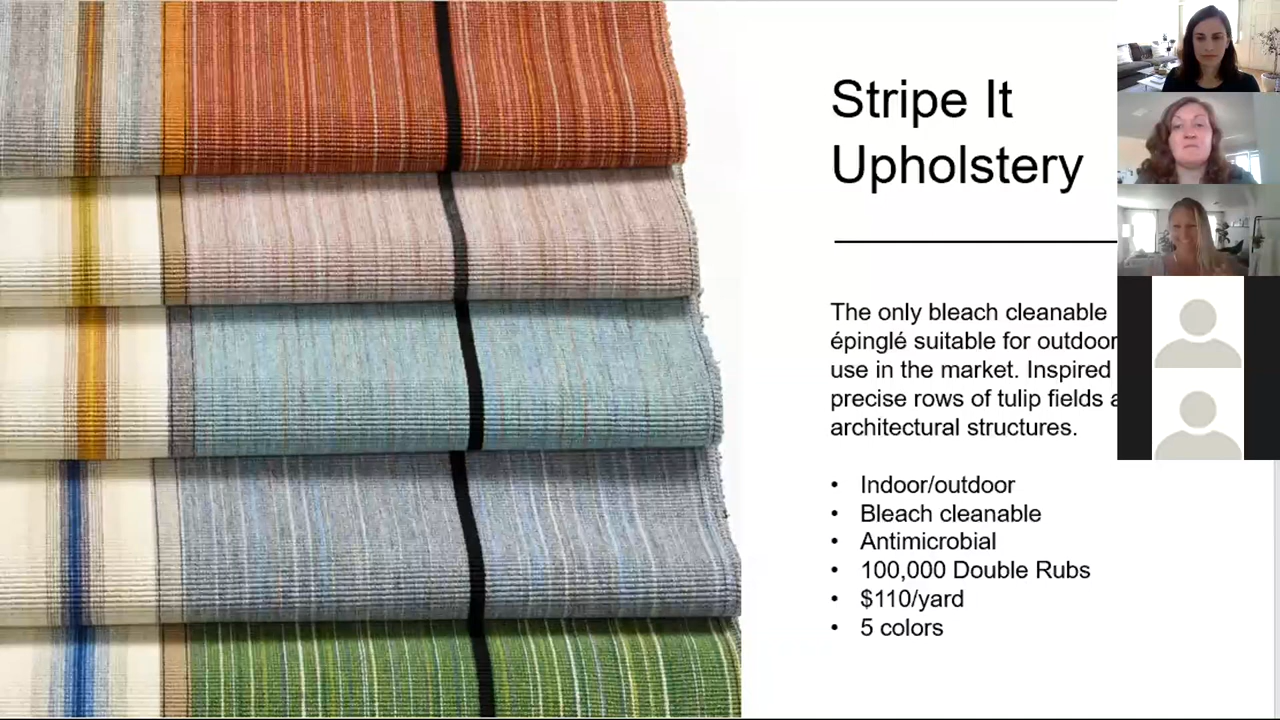 Stripe It
Upholstery
The only bleach cleanable
épinglé suitable for outdoor
use in the market. Inspired
precise rows of tulip fields
architectural structures.
• Indoor/outdoor
• Bleach cleanable
• Antimicrobial
• 100,000 Double Rubs
• $110/yard
• 5 colors